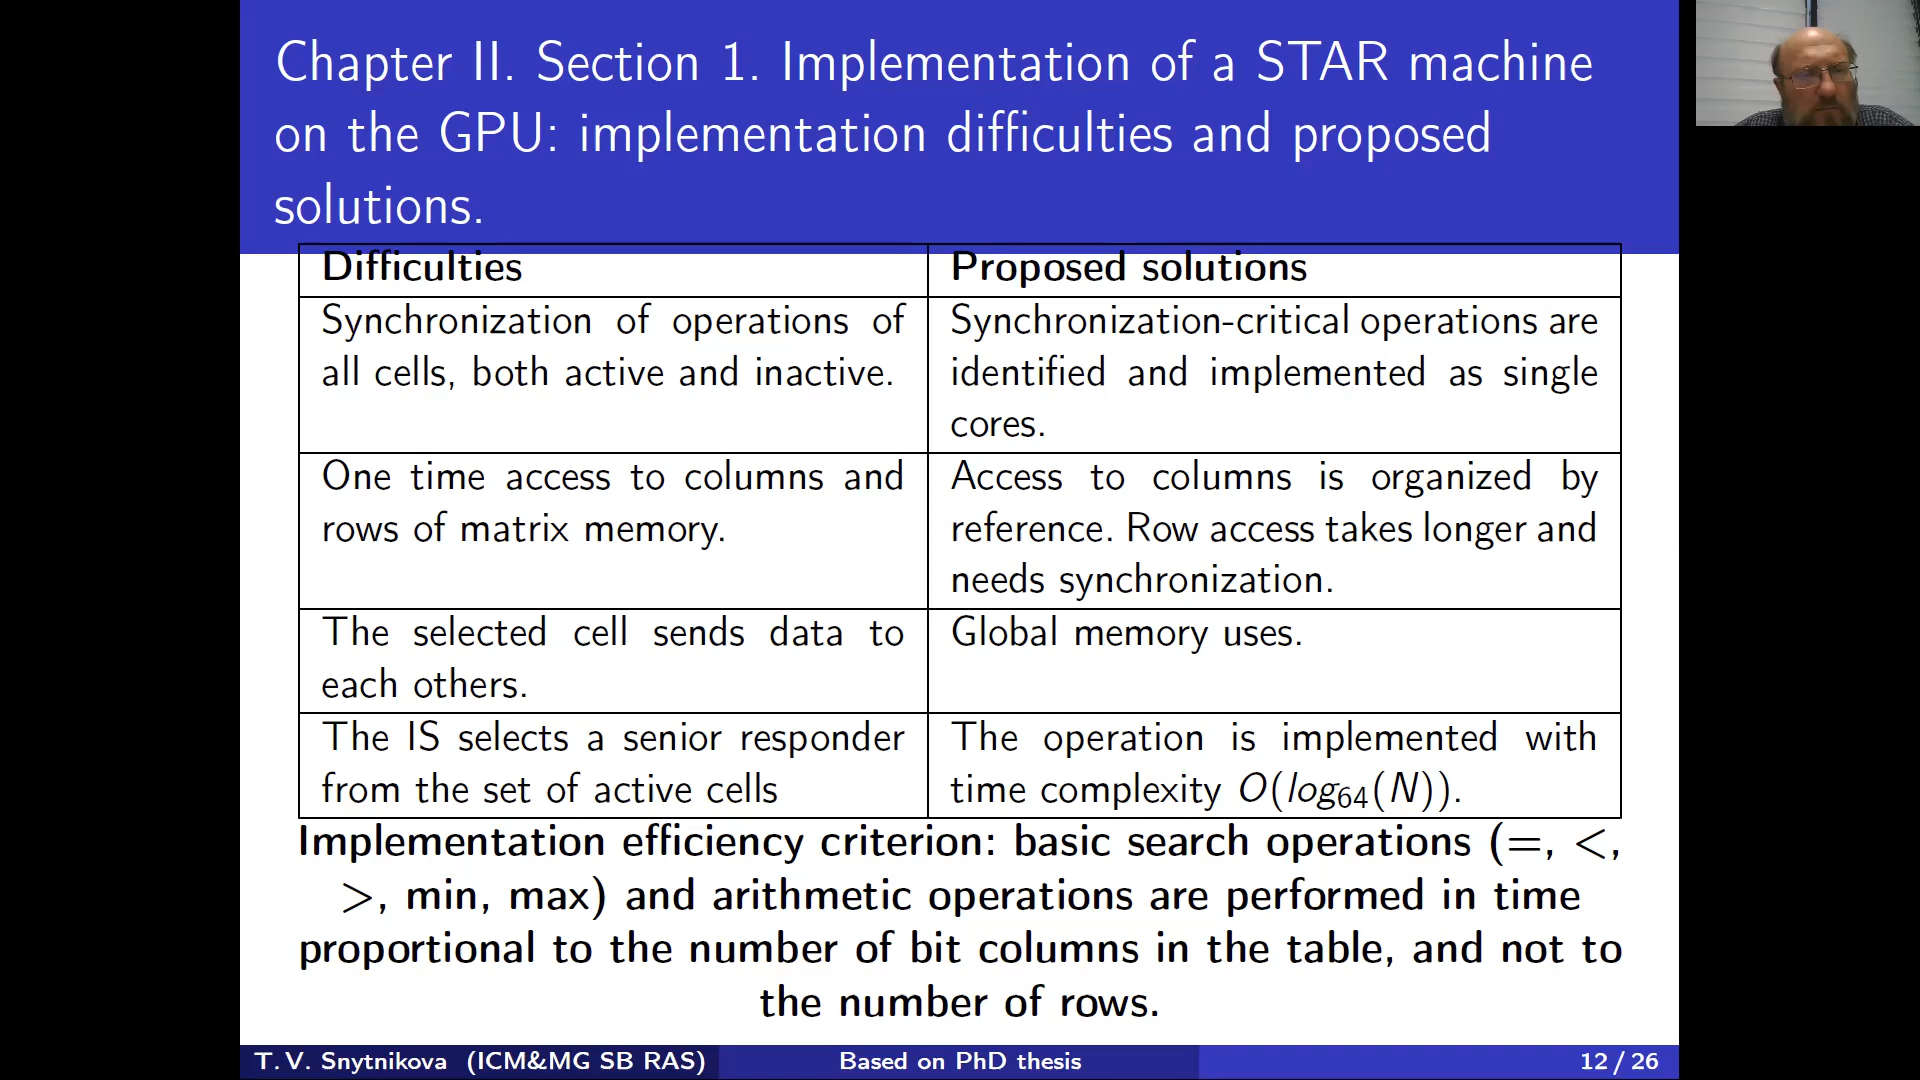 Chapter II. Section 1. Implementation of a STAR machine
on the GPU: implementation difficulties and proposed
solutions.
Difficulties
Proposed solutions
Synchronization of operations of
all cells, both active and inactive.
Synchronization-critical operations are
identified and implemented as single
cores.
One time access to columns and
rows of matrix memory.
Access to columns is organized by
reference. Row access takes longer and
needs synchronization.
The selected cell sends data to
each others.
Global memory uses.
The IS selects a senior responder
from the set of active cells
The operation is implemented with
time complexity O(log₆₄(N)).
Implementation efficiency criterion: basic search operations (=, <,
>, min, max) and arithmetic operations are performed in time
proportional to the number of bit columns in the table, and not to
the number of rows.
T. V. Snytnikova (ICM&MG SB RAS)
Based on PhD thesis
12 / 26